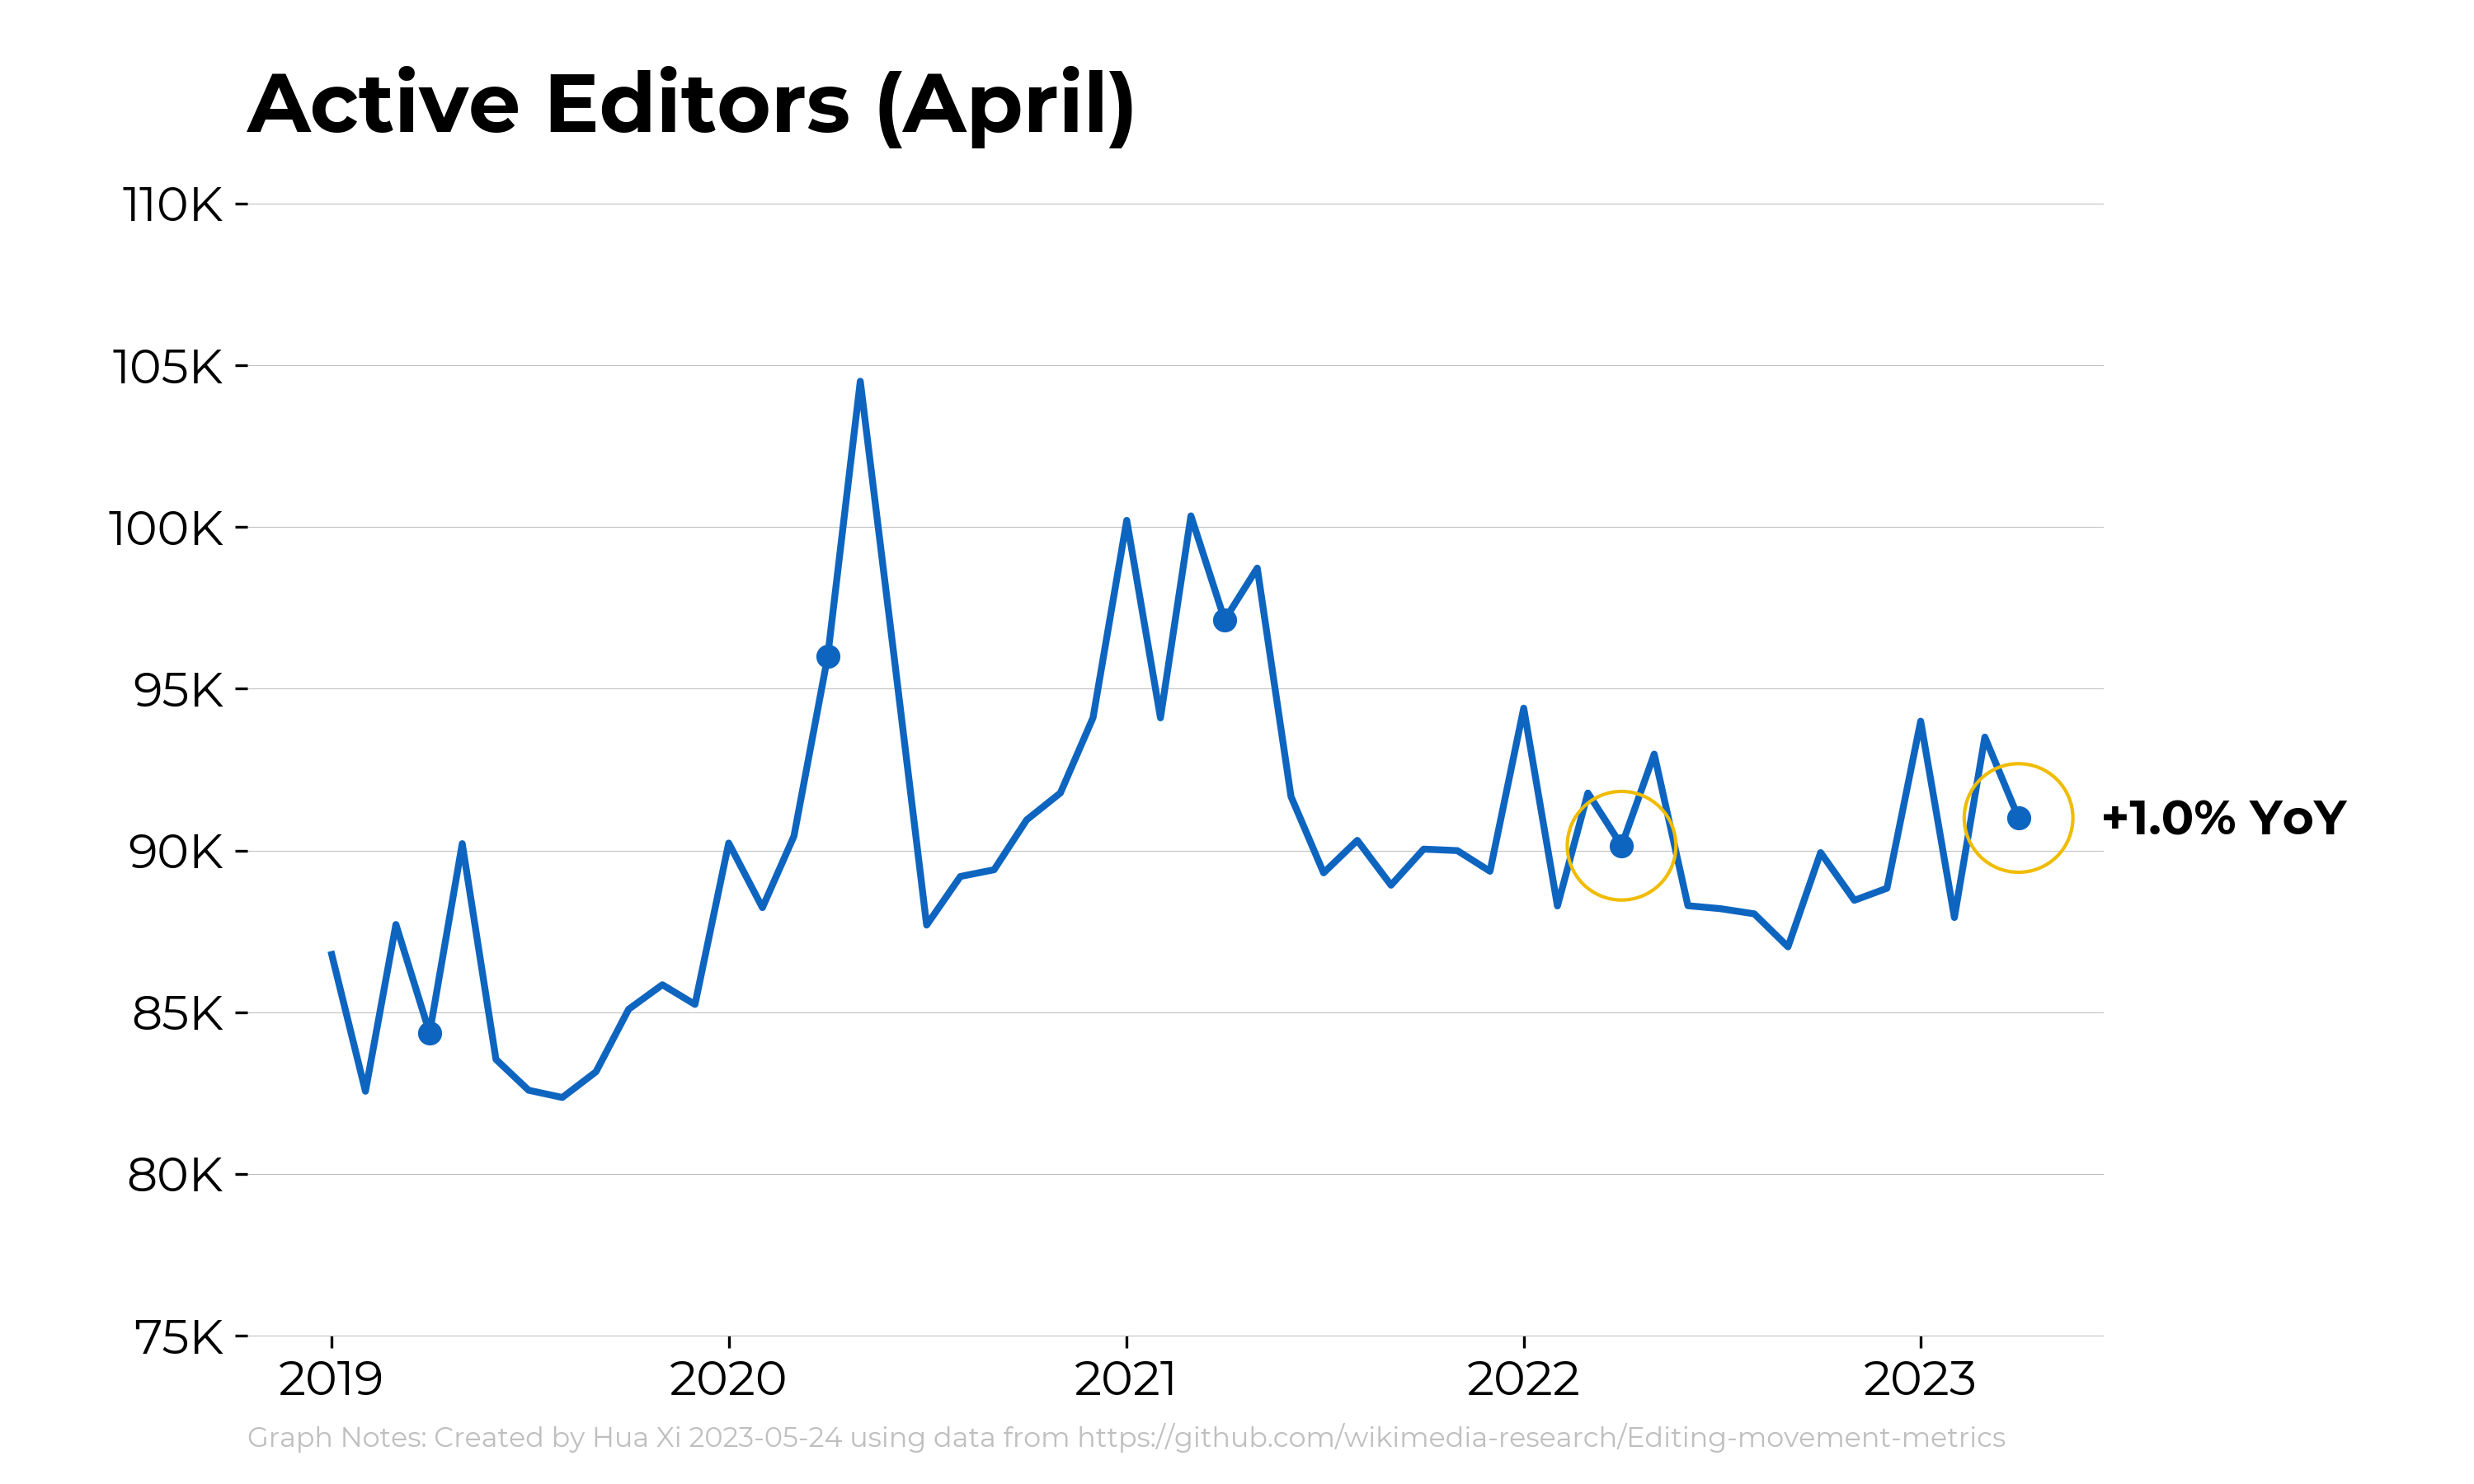 Active Editors (April)
110K
105K
100K
95K
90K
85K
80K
75K
+1.0% YoY
2019 2020 2021 2022 2023
Graph Notes: Created by Hua Xi 2023-05-24 using data from https://github.com/wikimedia-research/Editing-movement-metrics